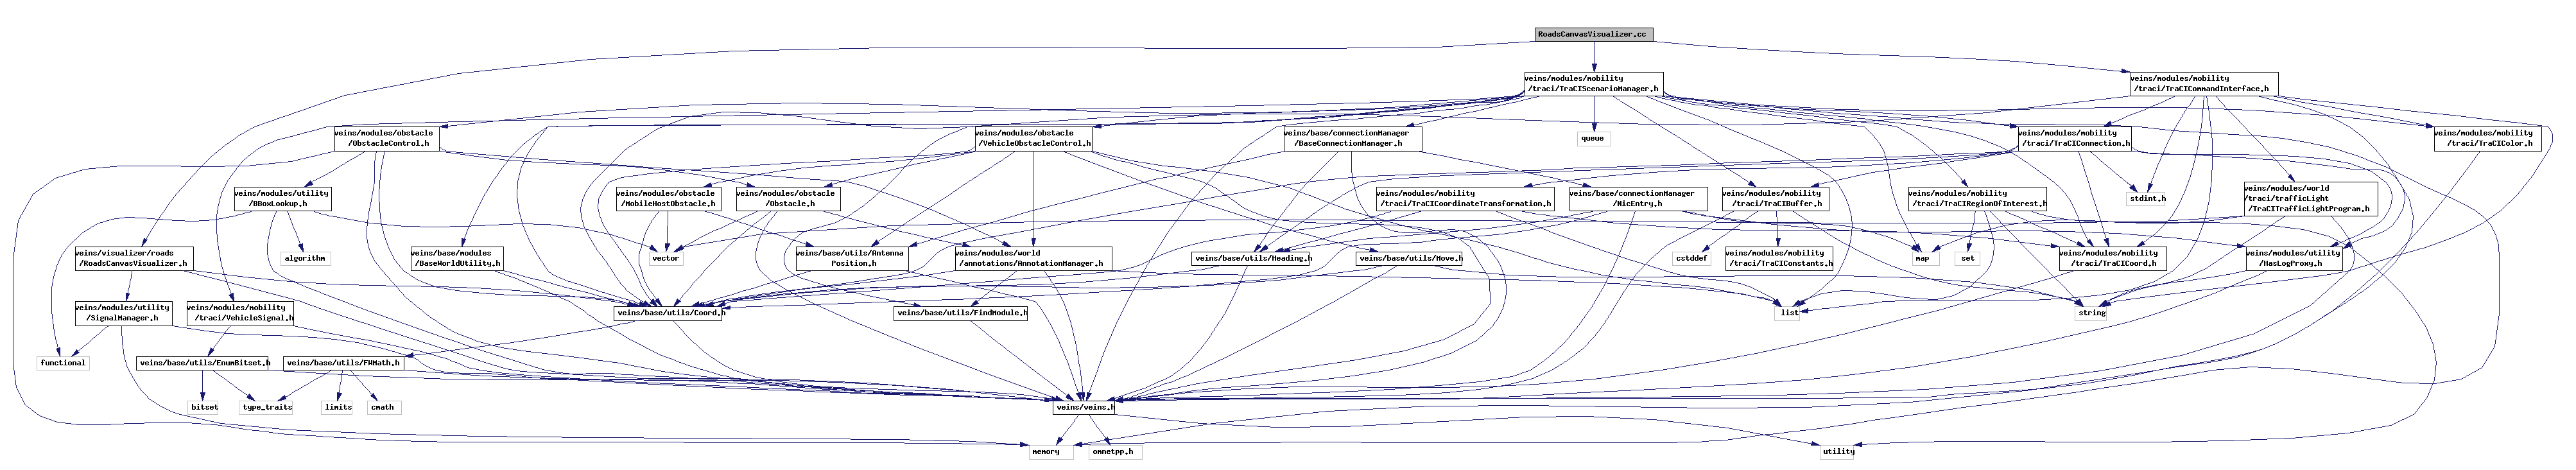 RoadsCanvasVisualizer.cc
veins/modules/mobility
/traci/TraCIScenarioManager.h
veins/modules/mobility
/traci/TraCICommandInterface.h
veins/modules/obstacle
/ObstacleControl.h
veins/modules/obstacle
/VehicleObstacleControl.h
veins/base/connectionManager
/BaseConnectionManager.h
queue
veins/modules/mobility
/traci/TraCIConnection.h
veins/modules/mobility
/traci/TraCIColor.h
veins/modules/utility
/BBoxLookup.h
veins/modules/obstacle
/MobileHostObstacle.h
veins/modules/obstacle
/Obstacle.h
veins/modules/mobility
/traci/TraCICoordinateTransformation.h
veins/base/connectionManager
/NicEntry.h
veins/modules/mobility
/traci/TraCIBuffer.h
veins/modules/mobility
/traci/TraCIRegionOfInterest.h
stdint.h
veins/modules/world
/traci/trafficLight
/TraCITrafficLightProgram.h
veins/visualizer/roads
/RoadsCanvasVisualizer.h
algorithm
veins/base/modules
/BaseWorldUtility.h
vector
veins/base/utils/Antenna
Position.h
veins/modules/world
/annotations/AnnotationManager.h
veins/base/utils/Heading.h
veins/base/utils/Move.h
cstddef
veins/modules/mobility
/traci/TraCIConstants.h
map
set
veins/modules/mobility
/traci/TraCICoord.h
veins/modules/utility
/HasLogProxy.h
veins/modules/utility
/SignalManager.h
veins/modules/mobility
/traci/VehicleSignal.h
veins/base/utils/Coord.h
veins/base/utils/FindModule.h
list
string
functional
veins/base/utils/EnumBitset.h
veins/base/utils/FWMath.h
bitset
type_traits
limits
cmath
veins/veins.h
memory
omnetpp.h
utility